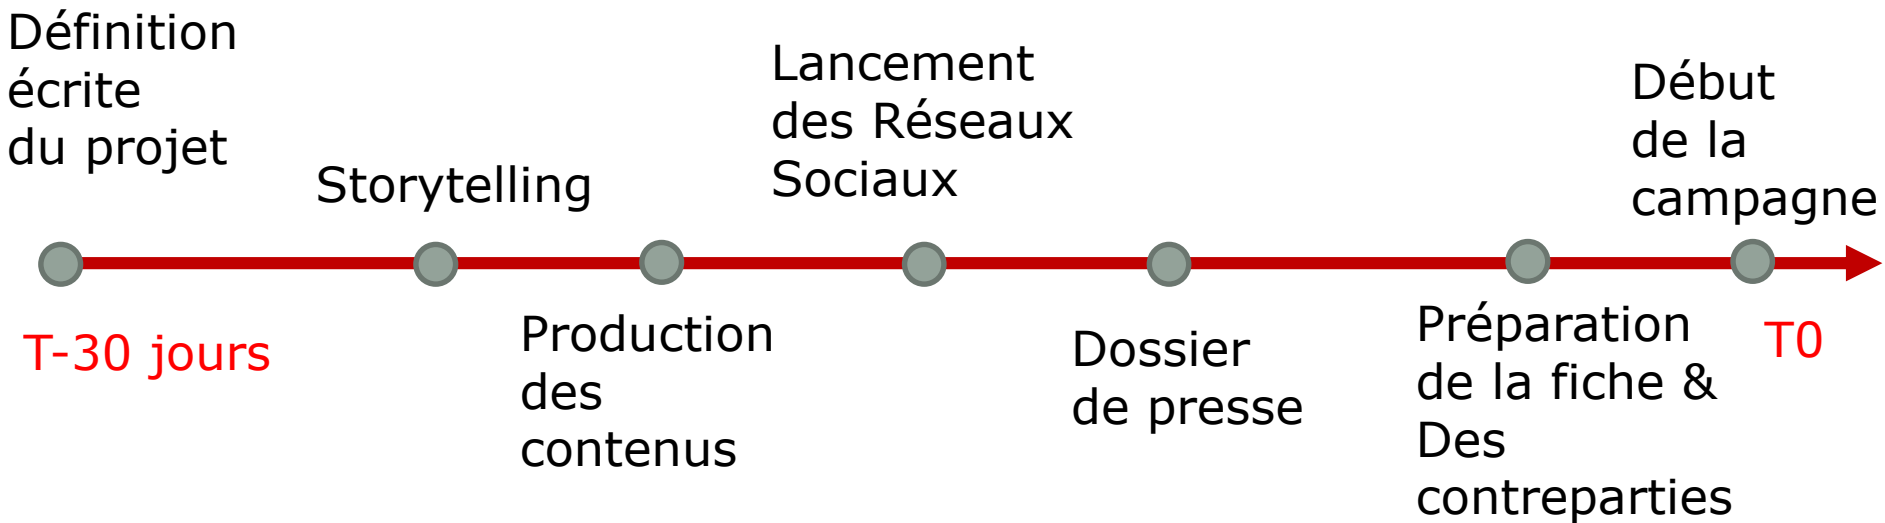 Définition
écrite
du projet
Storytelling
Lancement
des Réseaux
Sociaux
Début
de la
campagne
T-30 jours
Production
des
contenus
Dossier
de presse
Préparation
de la fiche &
Des
contreparties
T0